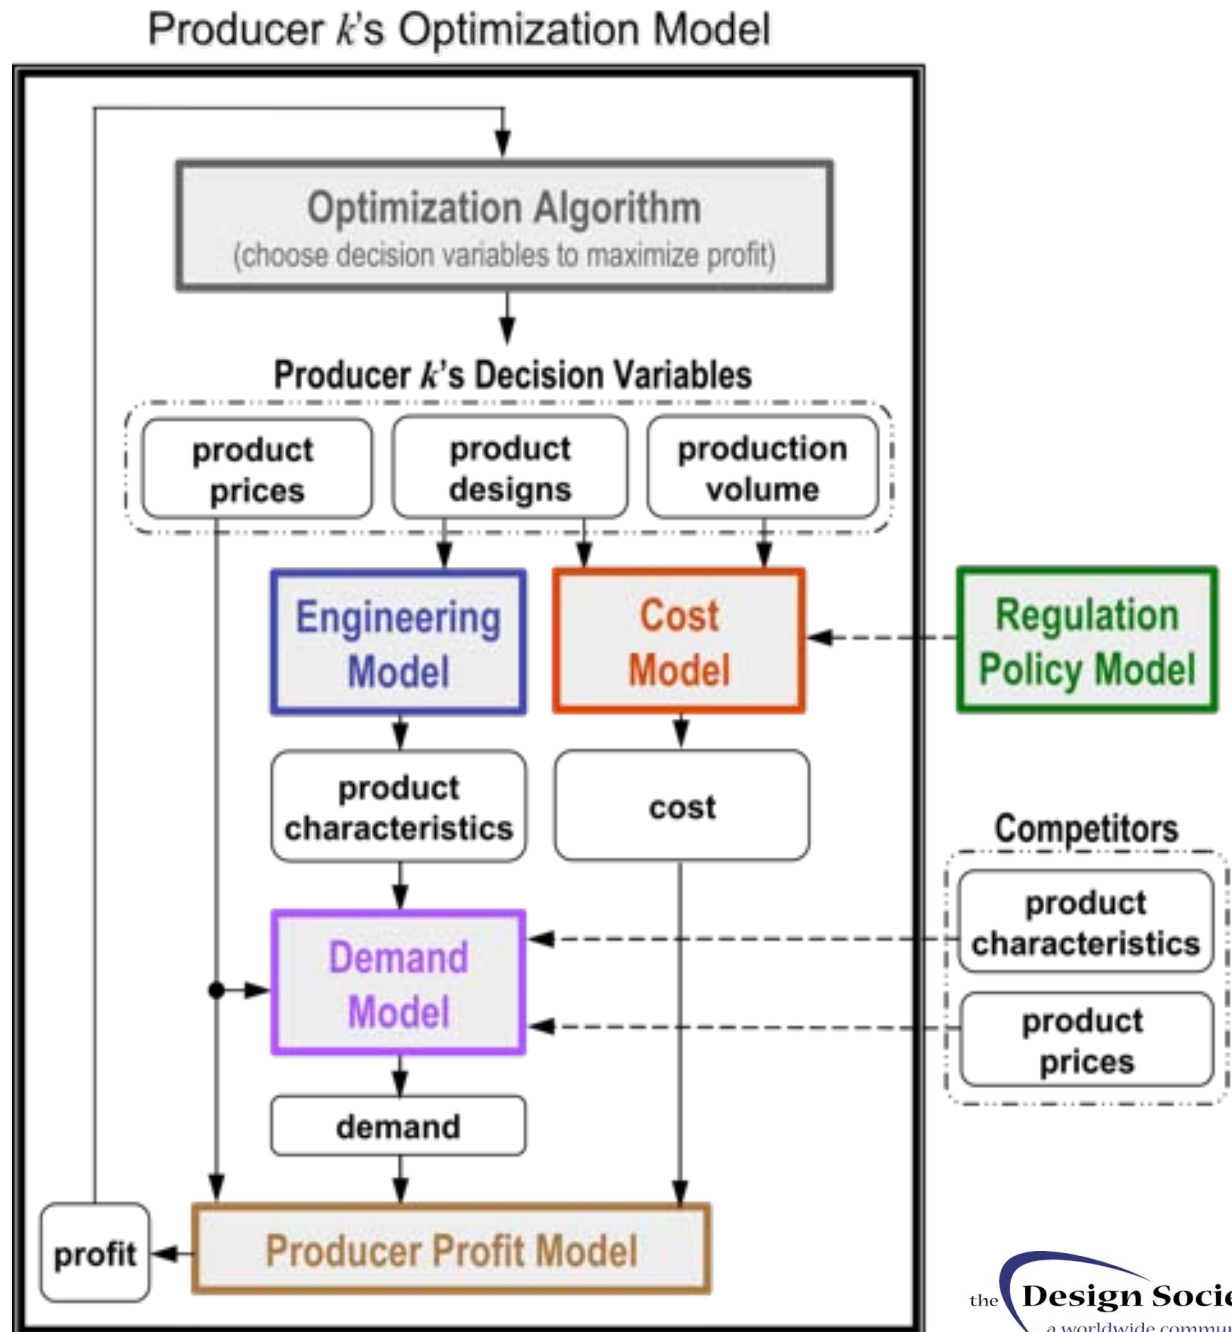 Producer k's Optimization Model
Optimization Algorithm
(choose decision variables to maximize profit)
Producer k's Decision Variables
product
prices
product
designs
production
volume
Engineering
Model
Cost
Model
Regulation
Policy Model
product
characteristics
cost
Competitors
product
characteristics
product
prices
Demand
Model
demand
profit
Producer Profit Model
the Design Socie
a worldwide commu